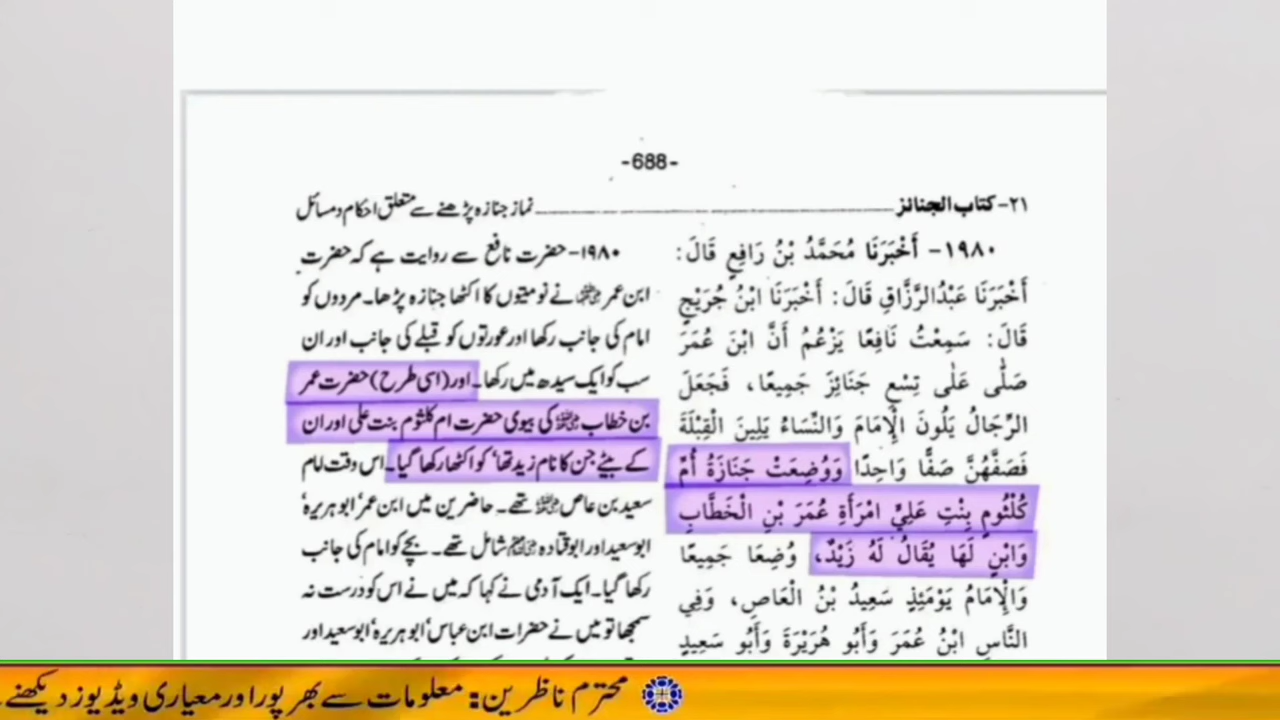 -688-
٢١- كتاب الجنائز
نماز جنازہ پڑھنے سے متعلق احکام و مسائل
١٩٨٠- أَخْبَرَنَا مُحَمَّدُ بْنُ رَافِعٍ قَالَ:
أَخْبَرَنَا عَبْدُالرَّزَّاقِ قَالَ: أَخْبَرَنَا ابْنُ جُرَيْجٍ
قَالَ: سَمِعْتُ نَافِعًا يَزْعُمُ أَنَّ ابْنَ عُمَرَ
صَلَّى عَلَى تِسْعِ جَنَائِزَ جَمِيعًا، فَجَعَلَ
الرِّجَالَ يَلُونَ الْإِمَامَ وَالنِّسَاءَ يَلِينَ الْقِبْلَةَ
فَصَفَّهُنَّ صَفًّا وَاحِدًا وَوُضِعَتْ جَنَازَةُ أُمِّ
كُلْثُومٍ بِنْتِ عَلِيٍّ امْرَأَةِ عُمَرَ بْنِ الْخَطَّابِ
وَابْنٍ لَهَا يُقَالُ لَهُ زَيْدٌ، وُضِعَا جَمِيعًا
وَالْإِمَامُ يَوْمَئِذٍ سَعِيدُ بْنُ الْعَاصِ، وَفِي
النَّاسِ ابْنُ عُمَرَ وَأَبُو هُرَيْرَةَ وَأَبُو سَعِيدٍ
١٩٨٠- حضرت نافع سے روایت ہے کہ حضرت
ابن عمر ؓ نے نو میتوں کا اکٹھا جنازہ پڑھا۔ مردوں کو
امام کی جانب رکھا اور عورتوں کو قبلے کی جانب اور ان
سب کو ایک سیدھ میں رکھا۔ اور (اسی طرح) حضرت عمر
بن خطاب ؓ کی بیوی حضرت ام کلثوم بنت علی اور ان
کے بیٹے جن کا نام زید تھا‘ کو اکٹھا رکھا گیا۔ اس وقت امام
سعید بن عاص ؓ تھے۔ حاضرین میں ابن عمر‘ ابوہریرہ‘
ابوسعید اور ابوقتادہ ؓ شامل تھے۔ بچے کو امام کی جانب
رکھا گیا۔ ایک آدمی نے کہا کہ میں نے اس کو درست نہ
سمجھا تو میں نے حضرات ابن عباس‘ ابوہریرہ‘ ابوسعید اور
محترم ناظرین: معلومات سے بھرپور اور معیاری ویڈیوز دیکھنے